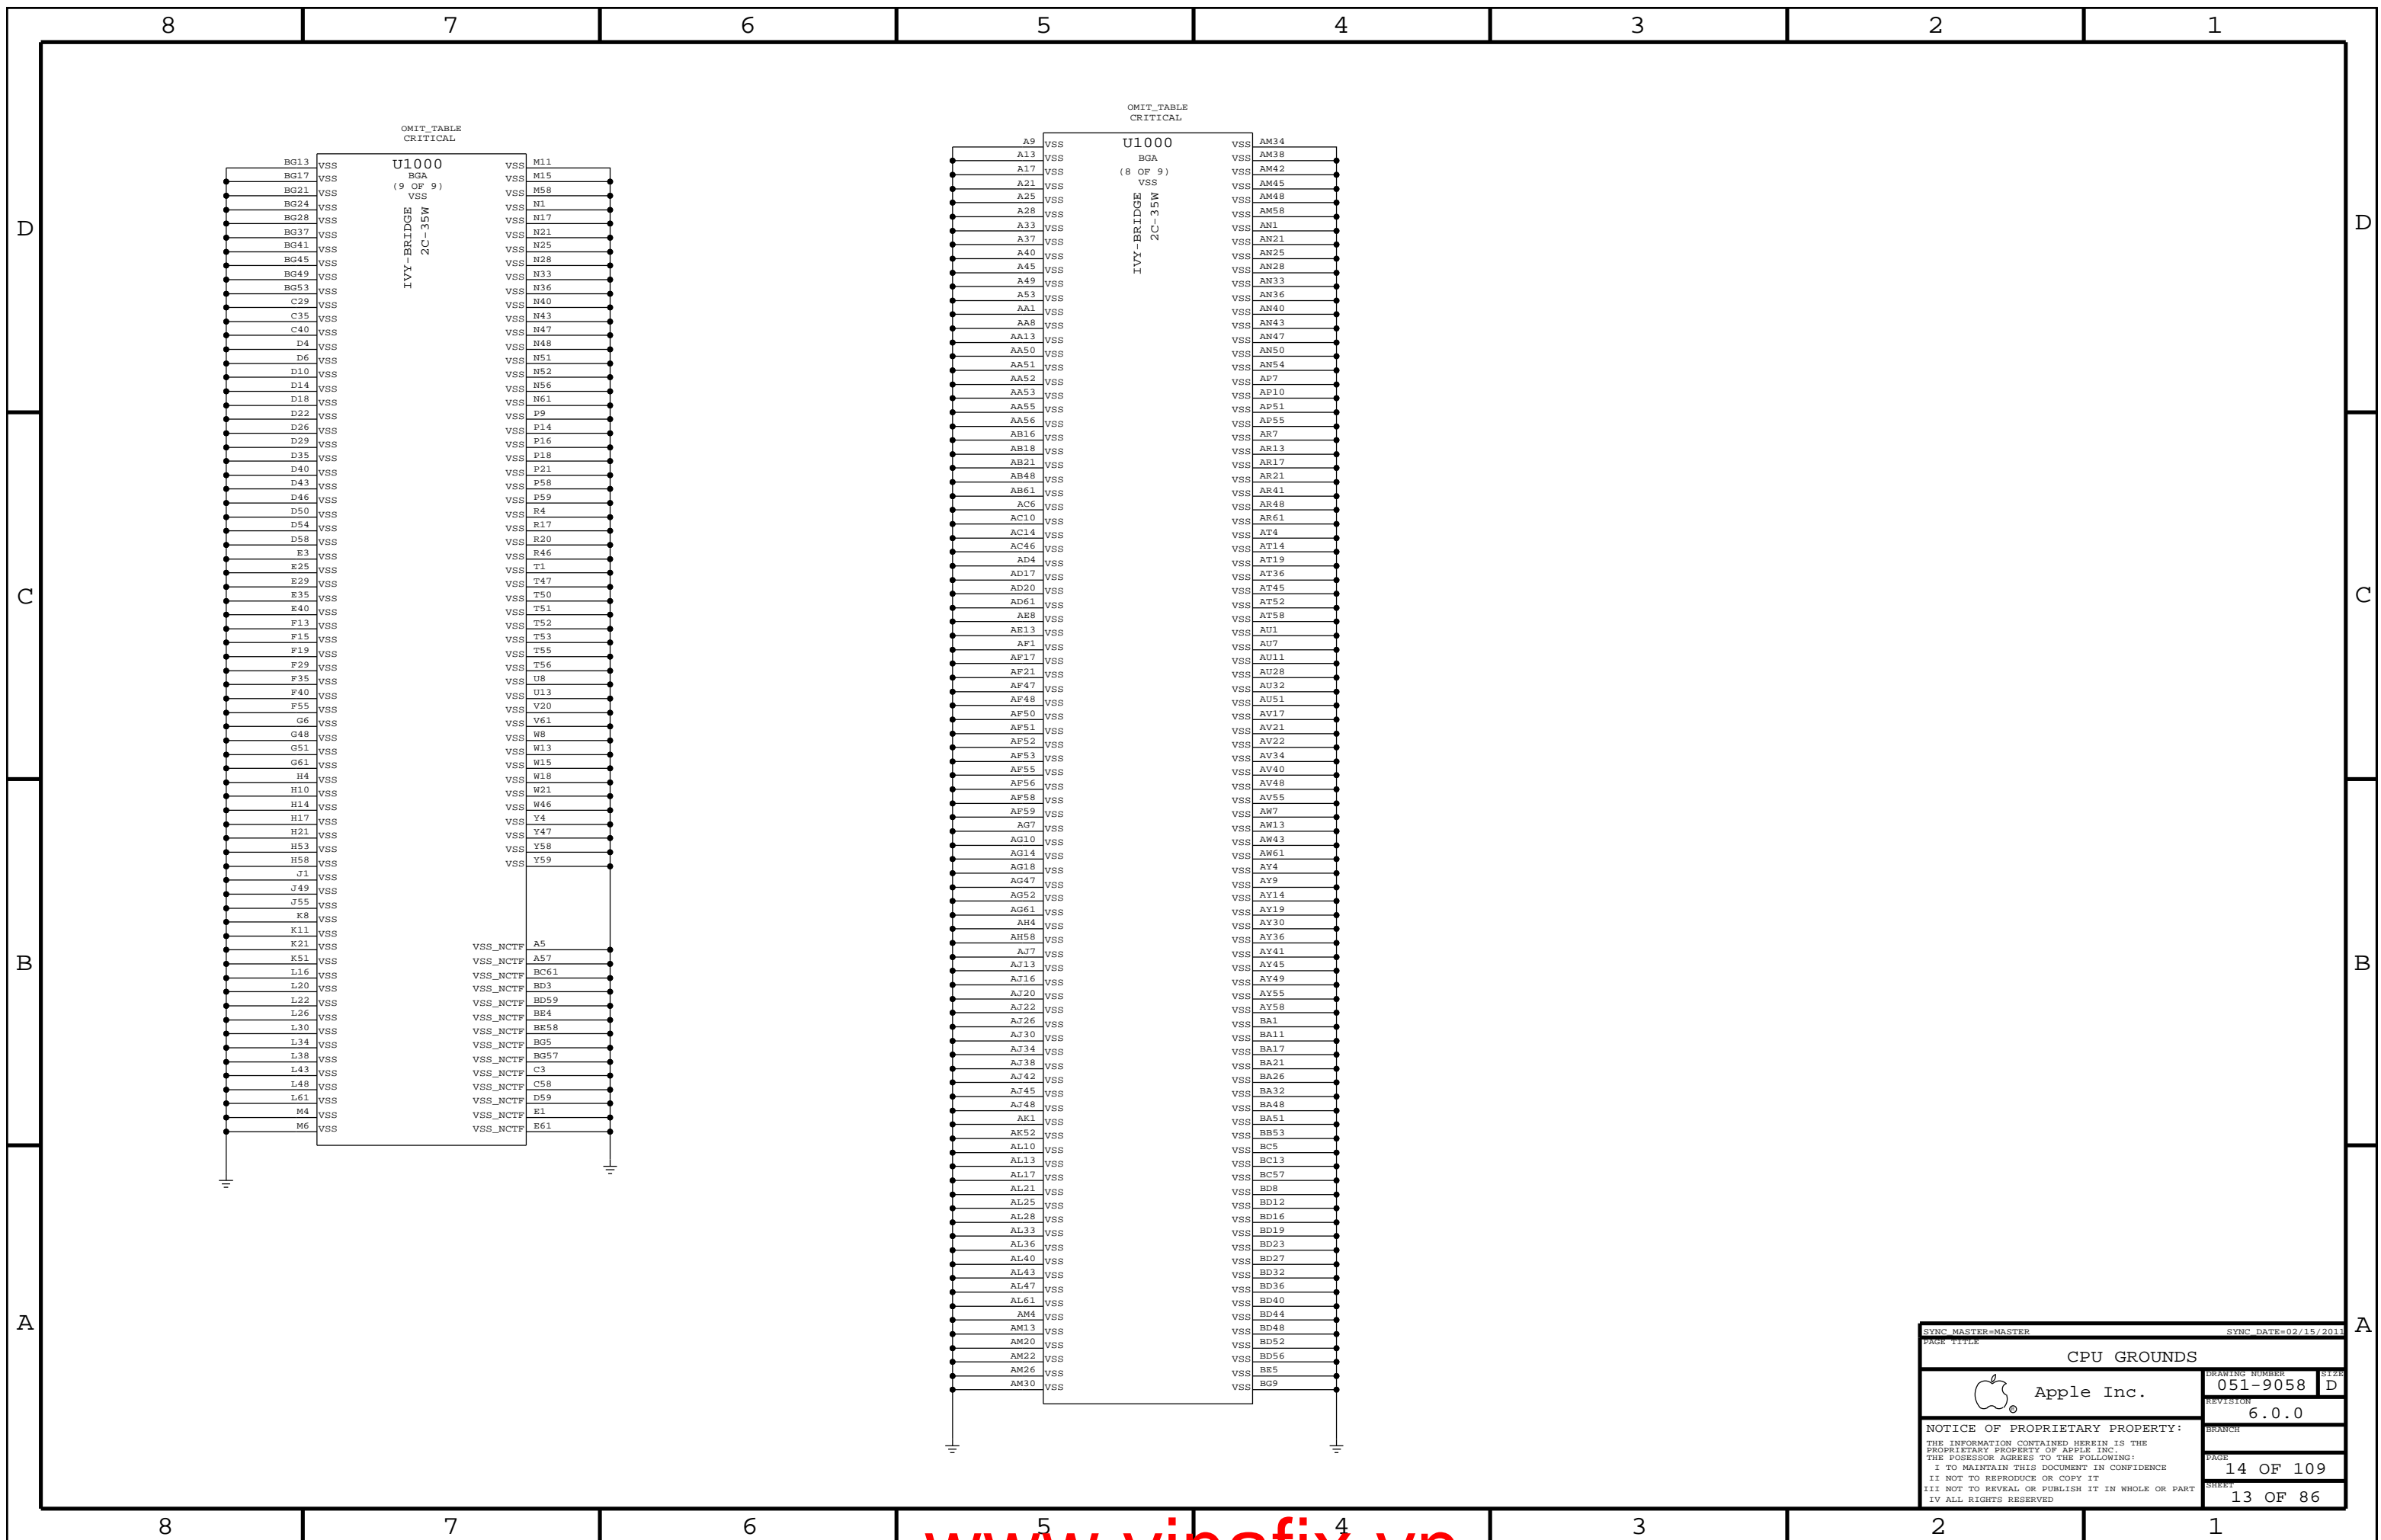 8 7 6 5 4 3 2 1
D
C
B
A
OMIT_TABLE
CRITICAL
U1000
BGA
(9 OF 9)
VSS
IVY-BRIDGE
2C-35W
BG13 VSS VSS M11
BG17 VSS VSS M15
BG21 VSS VSS M58
BG24 VSS VSS N1
BG28 VSS VSS N17
BG37 VSS VSS N21
BG41 VSS VSS N25
BG45 VSS VSS N28
BG49 VSS VSS N33
BG53 VSS VSS N36
C29 VSS VSS N40
C35 VSS VSS N43
C40 VSS VSS N47
D4 VSS VSS N48
D6 VSS VSS N51
D10 VSS VSS N52
D14 VSS VSS N56
D18 VSS VSS N61
D22 VSS VSS P9
D26 VSS VSS P14
D29 VSS VSS P16
D35 VSS VSS P18
D40 VSS VSS P21
D43 VSS VSS P58
D46 VSS VSS P59
D50 VSS VSS R4
D54 VSS VSS R17
D58 VSS VSS R20
E3 VSS VSS R46
E25 VSS VSS T1
E29 VSS VSS T47
E35 VSS VSS T50
E40 VSS VSS T51
F13 VSS VSS T52
F15 VSS VSS T53
F19 VSS VSS T55
F29 VSS VSS T56
F35 VSS VSS U8
F40 VSS VSS U13
F55 VSS VSS V20
G6 VSS VSS V61
G48 VSS VSS W8
G51 VSS VSS W13
G61 VSS VSS W15
H4 VSS VSS W18
H10 VSS VSS W21
H14 VSS VSS W46
H17 VSS VSS Y4
H21 VSS VSS Y47
H53 VSS VSS Y58
H58 VSS VSS Y59
J1 VSS
J49 VSS
J55 VSS
K8 VSS
K11 VSS
K21 VSS VSS_NCTF A5
K51 VSS VSS_NCTF A57
L16 VSS VSS_NCTF BC61
L20 VSS VSS_NCTF BD3
L22 VSS VSS_NCTF BD59
L26 VSS VSS_NCTF BE4
L30 VSS VSS_NCTF BE58
L34 VSS VSS_NCTF BG5
L38 VSS VSS_NCTF BG57
L43 VSS VSS_NCTF C3
L48 VSS VSS_NCTF C58
L61 VSS VSS_NCTF D59
M4 VSS VSS_NCTF E1
M6 VSS VSS_NCTF E61
OMIT_TABLE
CRITICAL
U1000
BGA
(8 OF 9)
VSS
IVY-BRIDGE
2C-35W
A9 VSS VSS AM34
A13 VSS VSS AM38
A17 VSS VSS AM42
A21 VSS VSS AM45
A25 VSS VSS AM48
A28 VSS VSS AM58
A33 VSS VSS AN1
A37 VSS VSS AN21
A40 VSS VSS AN25
A45 VSS VSS AN28
A49 VSS VSS AN33
A53 VSS VSS AN36
AA1 VSS VSS AN40
AA8 VSS VSS AN43
AA13 VSS VSS AN47
AA50 VSS VSS AN50
AA51 VSS VSS AN54
AA52 VSS VSS AP7
AA53 VSS VSS AP10
AA55 VSS VSS AP51
AA56 VSS VSS AP55
AB16 VSS VSS AR7
AB18 VSS VSS AR13
AB21 VSS VSS AR17
AB48 VSS VSS AR21
AB61 VSS VSS AR41
AC6 VSS VSS AR48
AC10 VSS VSS AR61
AC14 VSS VSS AT4
AC46 VSS VSS AT14
AD4 VSS VSS AT19
AD17 VSS VSS AT36
AD20 VSS VSS AT45
AD61 VSS VSS AT52
AE8 VSS VSS AT58
AE13 VSS VSS AU1
AF1 VSS VSS AU7
AF17 VSS VSS AU11
AF21 VSS VSS AU28
AF47 VSS VSS AU32
AF48 VSS VSS AU51
AF50 VSS VSS AV17
AF51 VSS VSS AV21
AF52 VSS VSS AV22
AF53 VSS VSS AV34
AF55 VSS VSS AV40
AF56 VSS VSS AV48
AF58 VSS VSS AV55
AF59 VSS VSS AW7
AG7 VSS VSS AW13
AG10 VSS VSS AW43
AG14 VSS VSS AW61
AG18 VSS VSS AY4
AG47 VSS VSS AY9
AG52 VSS VSS AY14
AG61 VSS VSS AY19
AH4 VSS VSS AY30
AH58 VSS VSS AY36
AJ7 VSS VSS AY41
AJ13 VSS VSS AY45
AJ16 VSS VSS AY49
AJ20 VSS VSS AY55
AJ22 VSS VSS AY58
AJ26 VSS VSS BA1
AJ30 VSS VSS BA11
AJ34 VSS VSS BA17
AJ38 VSS VSS BA21
AJ42 VSS VSS BA26
AJ45 VSS VSS BA32
AJ48 VSS VSS BA48
AK1 VSS VSS BA51
AK52 VSS VSS BB53
AL10 VSS VSS BC5
AL13 VSS VSS BC13
AL17 VSS VSS BC57
AL21 VSS VSS BD8
AL25 VSS VSS BD12
AL28 VSS VSS BD16
AL33 VSS VSS BD19
AL36 VSS VSS BD23
AL40 VSS VSS BD27
AL43 VSS VSS BD32
AL47 VSS VSS BD36
AL61 VSS VSS BD40
AM4 VSS VSS BD44
AM13 VSS VSS BD48
AM20 VSS VSS BD52
AM22 VSS VSS BD56
AM26 VSS VSS BE5
AM30 VSS VSS BG9
D
C
B
A
SYNC_MASTER=MASTER SYNC_DATE=02/15/2011
PAGE TITLE
CPU GROUNDS
Apple Inc.
®
DRAWING NUMBER
051-9058
SIZE
D
REVISION
6.0.0
BRANCH
NOTICE OF PROPRIETARY PROPERTY:
THE INFORMATION CONTAINED HEREIN IS THE
PROPRIETARY PROPERTY OF APPLE INC.
THE POSESSOR AGREES TO THE FOLLOWING:
I TO MAINTAIN THIS DOCUMENT IN CONFIDENCE
II NOT TO REPRODUCE OR COPY IT
III NOT TO REVEAL OR PUBLISH IT IN WHOLE OR PART
IV ALL RIGHTS RESERVED
PAGE
14 OF 109
SHEET
13 OF 86
8 7 6 5 4 3 2 1
www.vinafix.vn